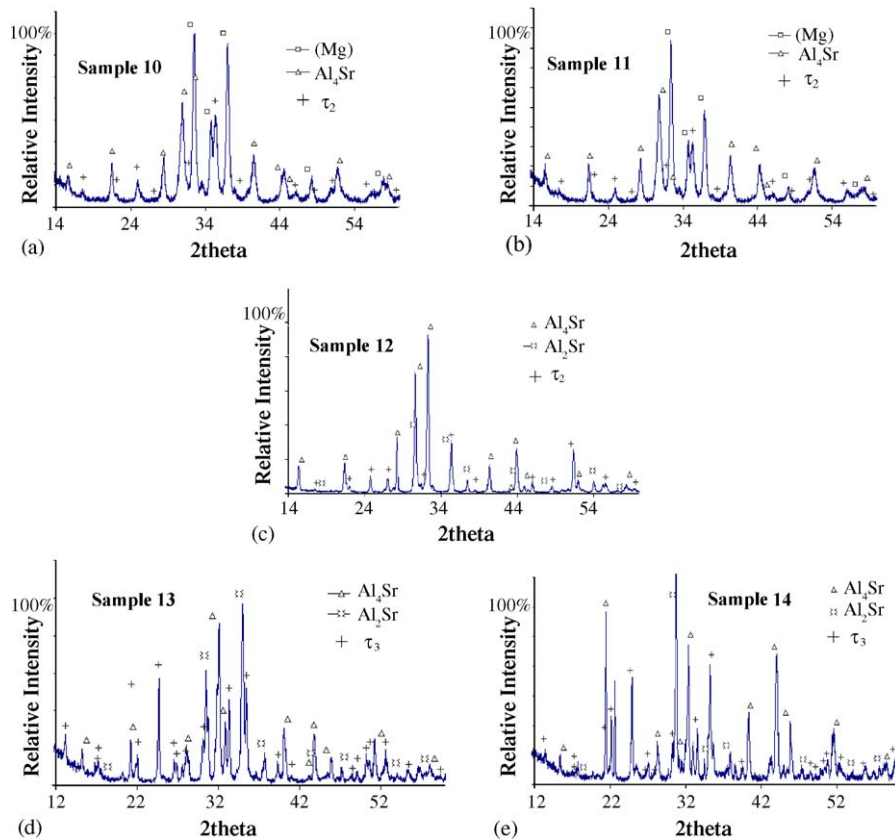 100%
Relative Intensity
Sample 10
(Mg)
Al₄Sr
τ₂
14 24 34 44 54
2theta
(a)
100%
Relative Intensity
Sample 11
(Mg)
Al₄Sr
τ₂
14 24 34 44 54
2theta
(b)
100%
Relative Intensity
Sample 12
Al₄Sr
Al₂Sr
τ₂
14 24 34 44 54
2theta
(c)
100%
Relative Intensity
Sample 13
Al₄Sr
Al₂Sr
τ₃
12 22 32 42 52
2theta
(d)
100%
Relative Intensity
Sample 14
Al₄Sr
Al₂Sr
τ₃
12 22 32 42 52
2theta
(e)